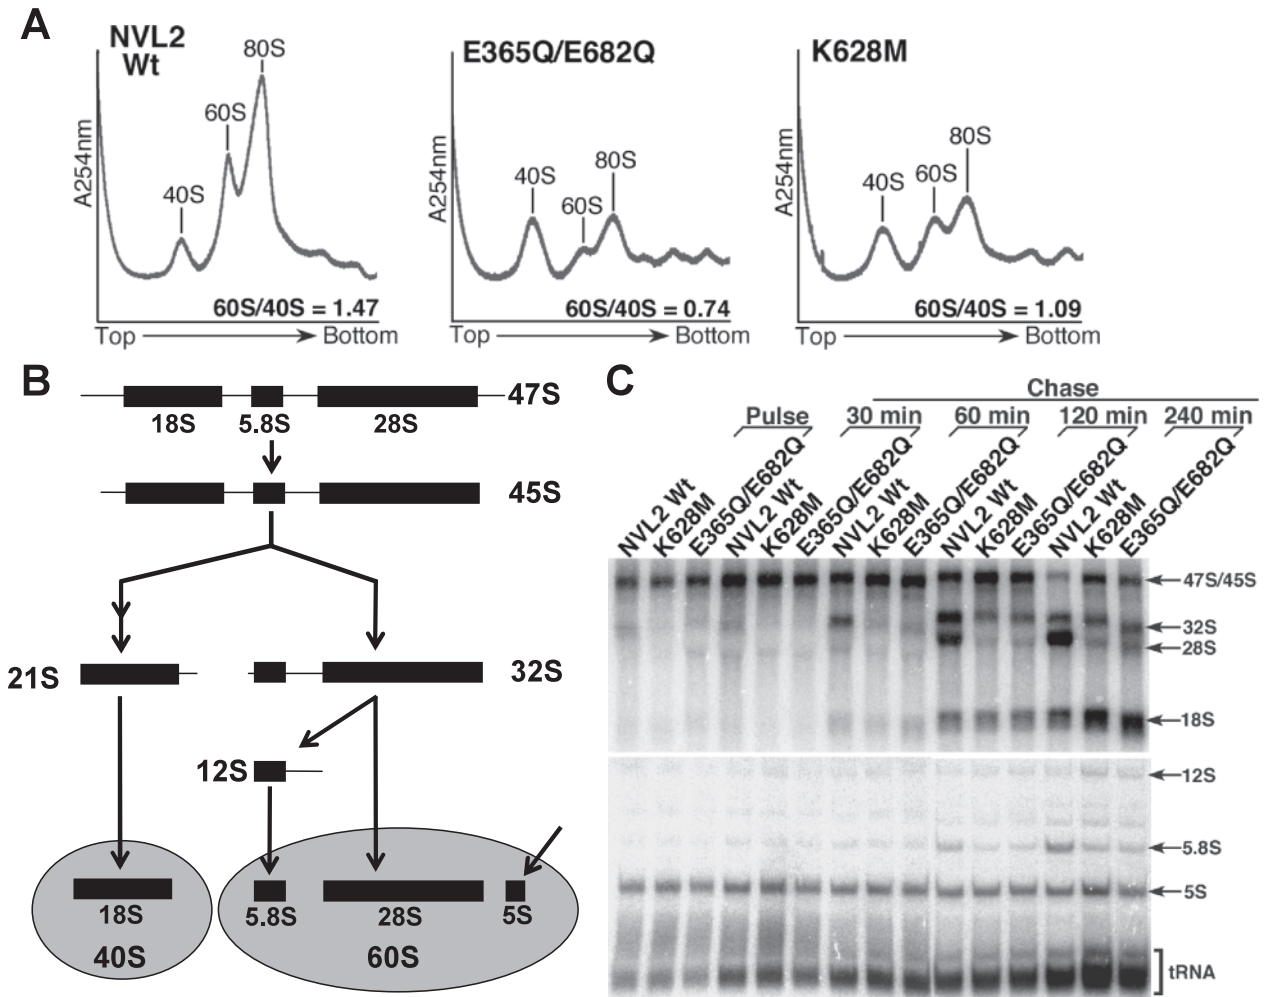 A
NVL2
Wt
40S
60S
80S
A254nm
60S/40S = 1.47
Top
Bottom
E365Q/E682Q
40S
60S
80S
A254nm
60S/40S = 0.74
Top
Bottom
K628M
40S
60S
80S
A254nm
60S/40S = 1.09
Top
Bottom
B
47S
18S
5.8S
28S
45S
21S
32S
12S
18S
40S
5.8S
28S
5S
60S
C
Chase
Pulse
30 min
60 min
120 min
240 min
NVL2 Wt
K628M
E365Q/E682Q
NVL2 Wt
K628M
E365Q/E682Q
NVL2 Wt
K628M
E365Q/E682Q
NVL2 Wt
K628M
E365Q/E682Q
NVL2 Wt
K628M
E365Q/E682Q
47S/45S
32S
28S
18S
12S
5.8S
5S
tRNA